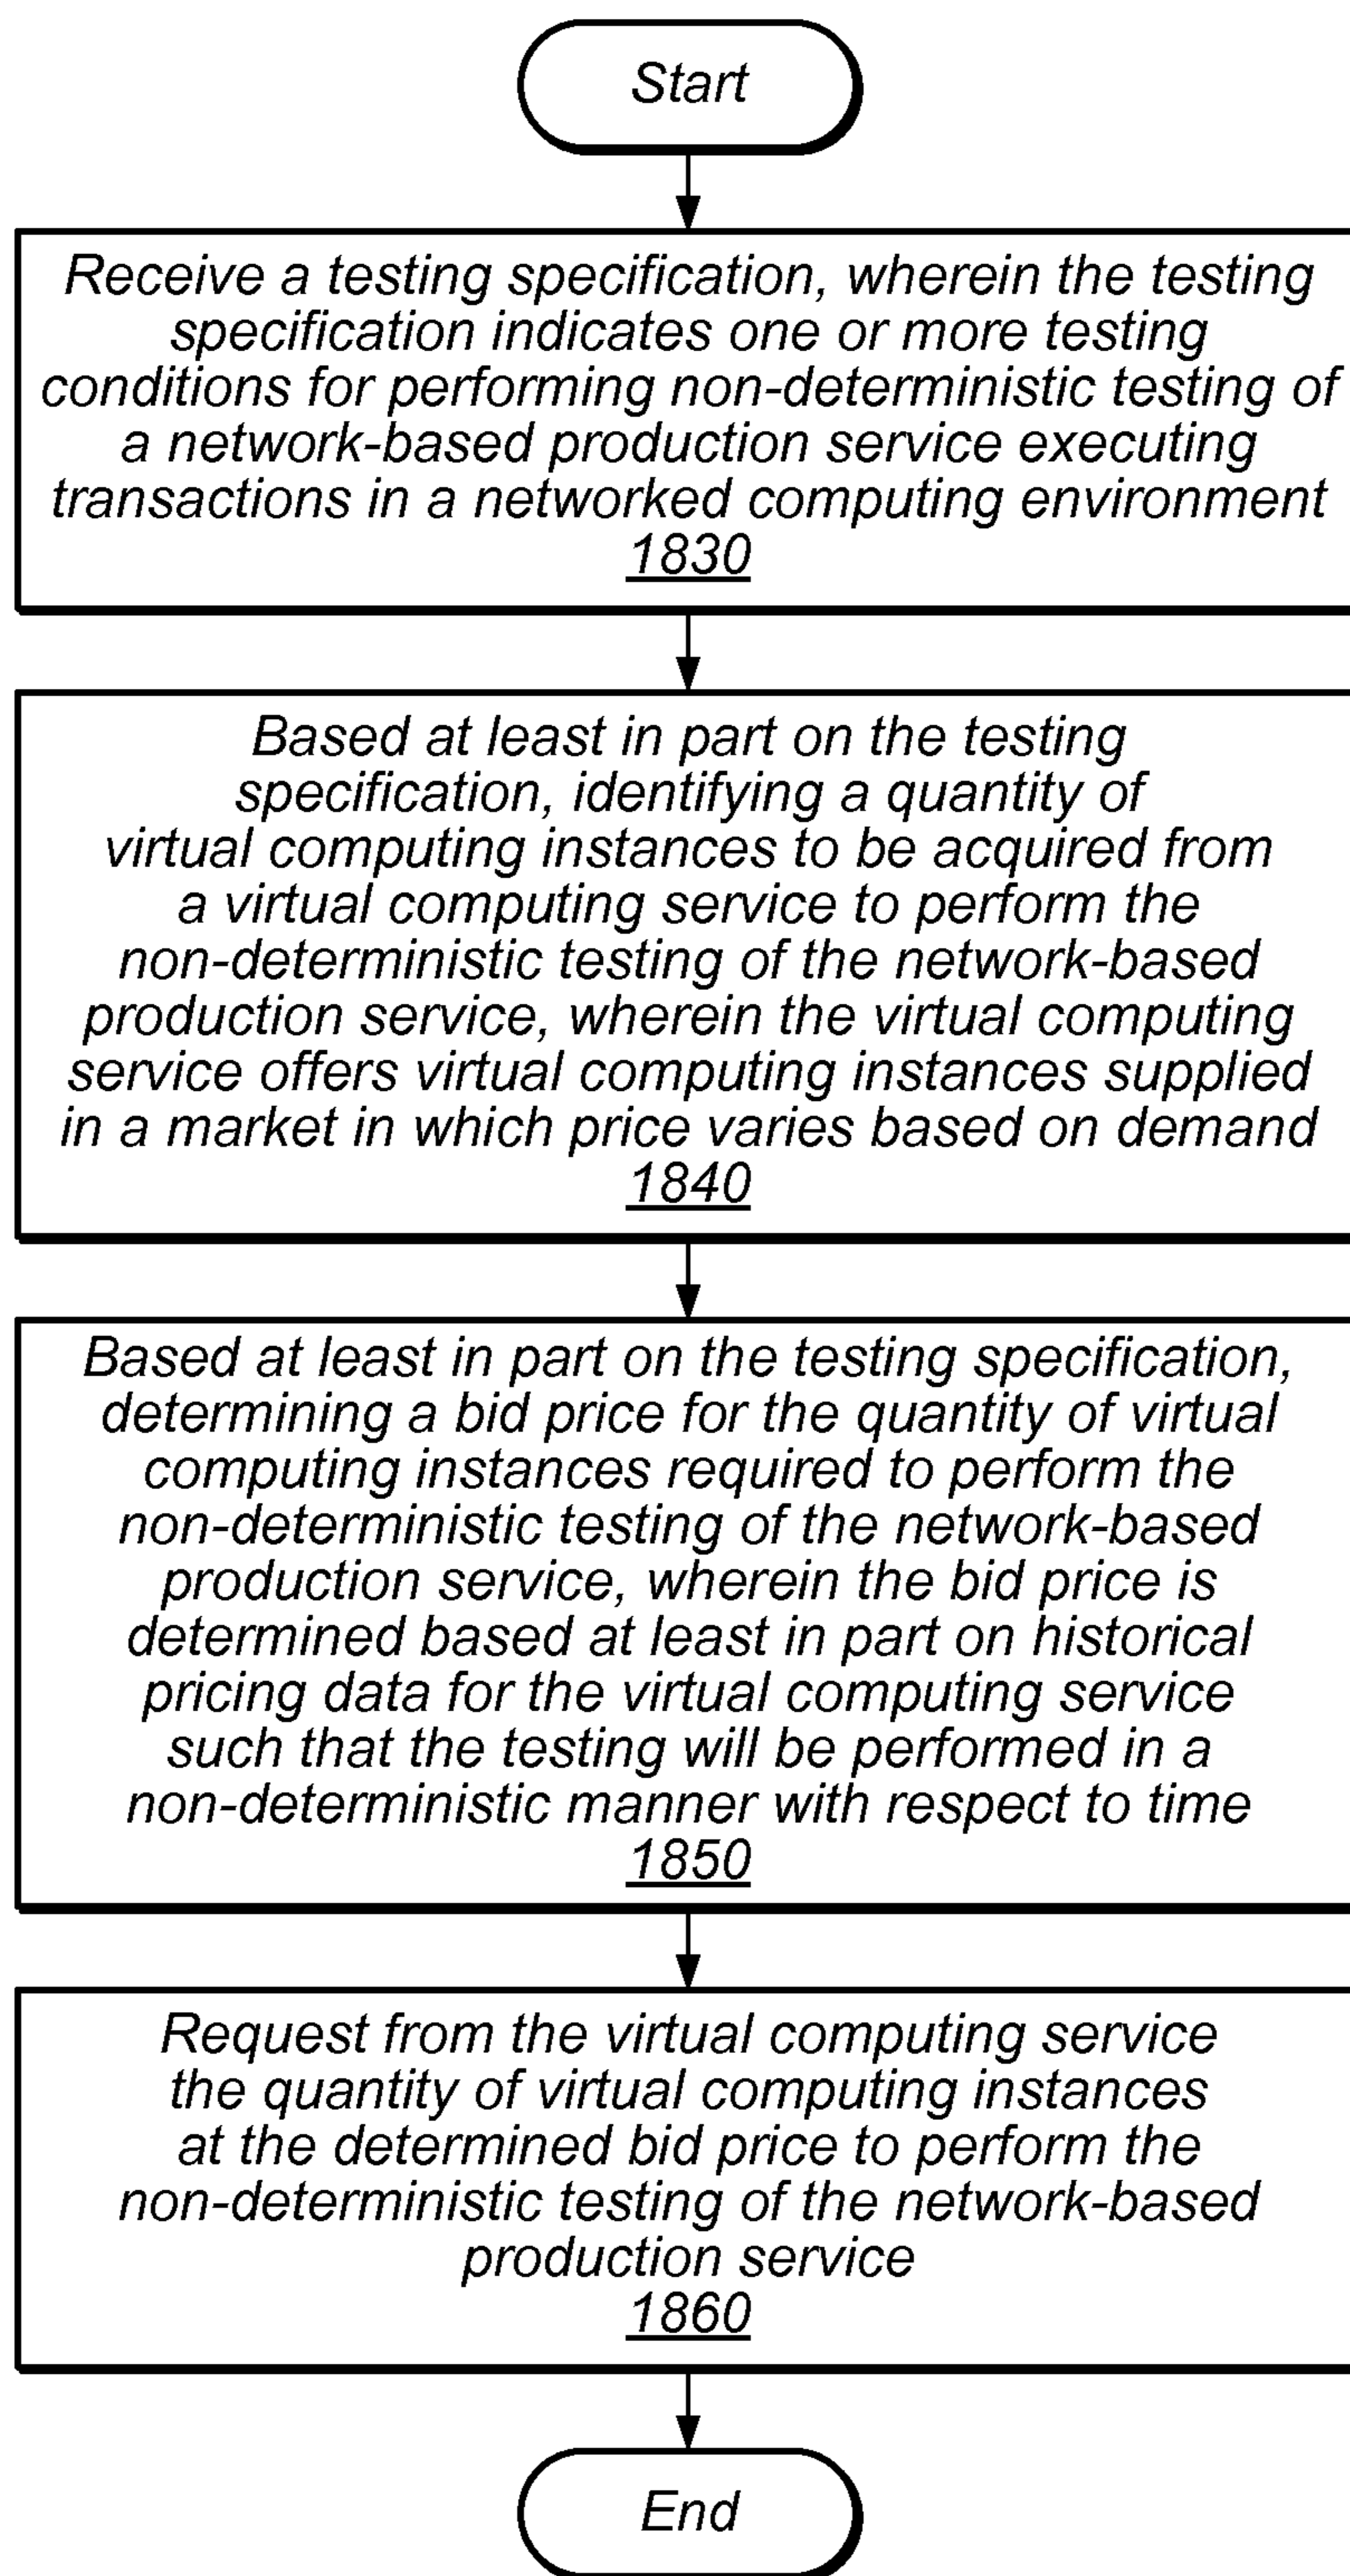 Start
Receive a testing specification, wherein the testing
specification indicates one or more testing
conditions for performing non-deterministic testing of
a network-based production service executing
transactions in a networked computing environment
1830
Based at least in part on the testing
specification, identifying a quantity of
virtual computing instances to be acquired from
a virtual computing service to perform the
non-deterministic testing of the network-based
production service, wherein the virtual computing
service offers virtual computing instances supplied
in a market in which price varies based on demand
1840
Based at least in part on the testing specification,
determining a bid price for the quantity of virtual
computing instances required to perform the
non-deterministic testing of the network-based
production service, wherein the bid price is
determined based at least in part on historical
pricing data for the virtual computing service
such that the testing will be performed in a
non-deterministic manner with respect to time
1850
Request from the virtual computing service
the quantity of virtual computing instances
at the determined bid price to perform the
non-deterministic testing of the network-based
production service
1860
End